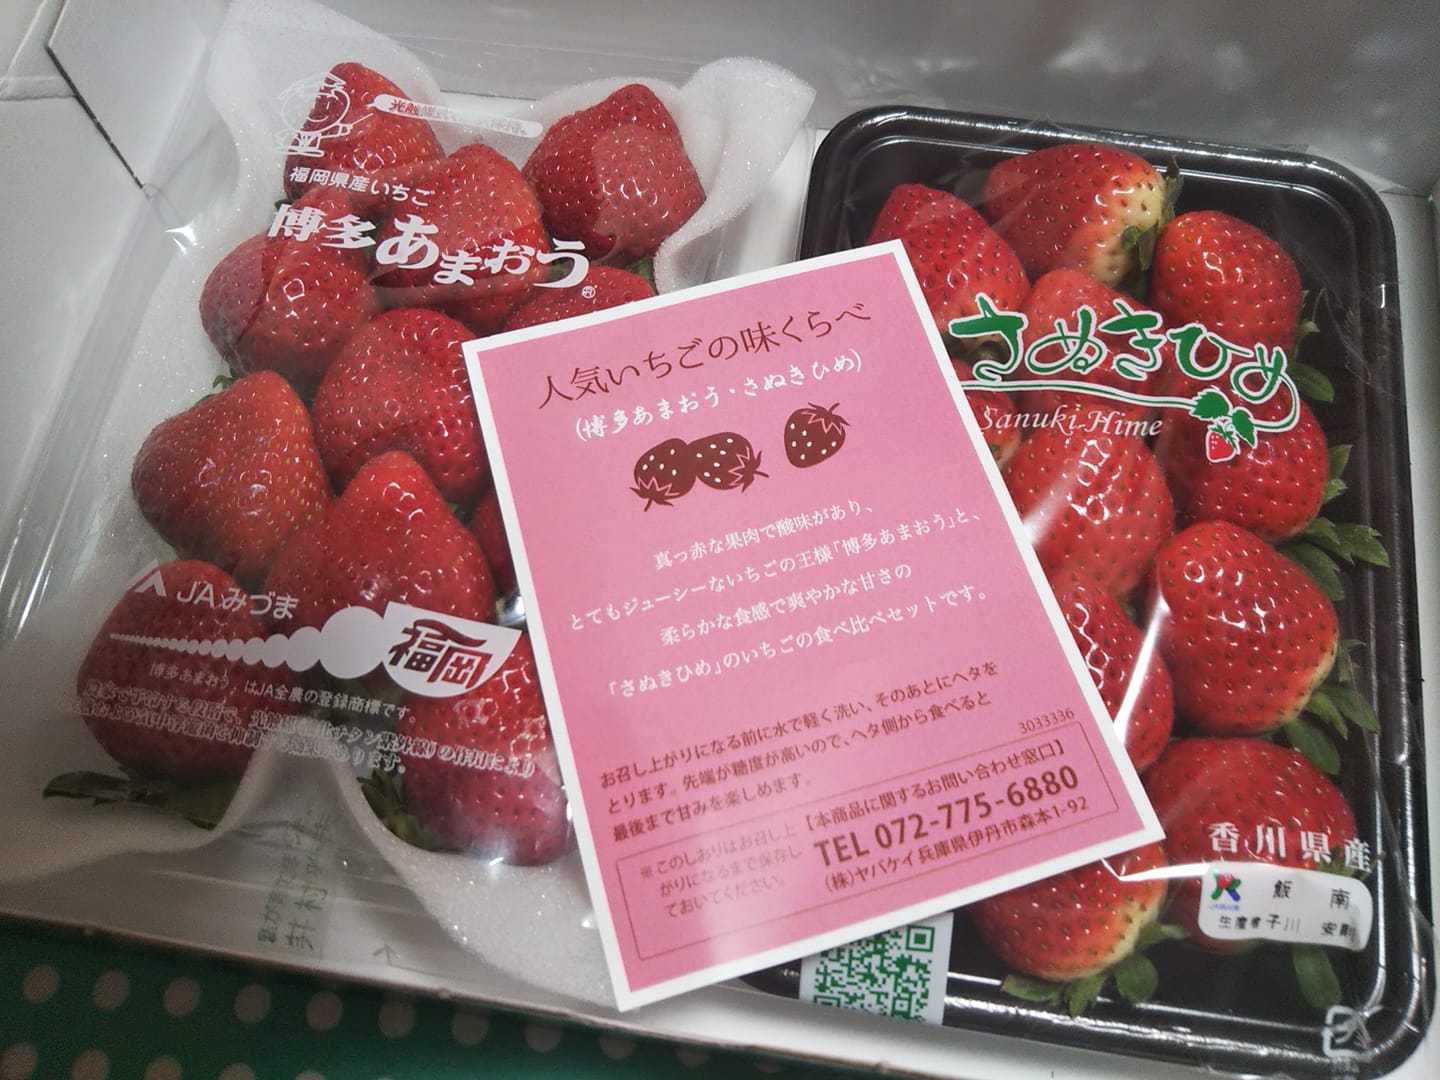 福岡県産いちご
博多あまおう®
JAみづま
福岡
博多あまおう。はJA全農の登録商標です。
人気いちごの味くらべ
(博多あまおう・さぬきひめ)
真っ赤な果肉で酸味があり、
とてもジューシーないちごの王様「博多あまおう」と、
柔らかな食感で爽やかな甘さの
「さぬきひめ」のいちごの食べ比べセットです。
お召し上がりになる前に水で軽く洗い、そのあとにヘタを
とります。先端が糖度が高いので、ヘタ側から食べると
最後まで甘みを楽しめます。
3033336
※このしおりはお召し上
がりになるまで保存し
ておいてください。
【本商品に関するお問い合わせ窓口】
TEL 072-775-6880
(株)ヤバケイ 兵庫県伊丹市森本1-92
さぬきひめ
Sanuki Hime
香川県産
飯南
生産者